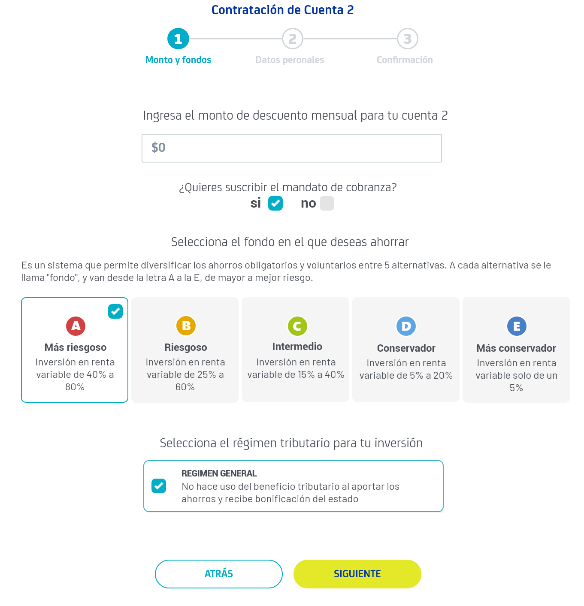 Contratación de Cuenta 2
1
2
3
Monto y fondos
Datos peronales
Confirmación
Ingresa el monto de descuento mensual para tu cuenta 2
$0
¿Quieres suscribir el mandato de cobranza?
si
no
Selecciona el fondo en el que deseas ahorrar
Es un sistema que permite diversificar los ahorros obligatorios y voluntarios entre 5 alternativas. A cada alternativa se le
llama "fondo", y van desde la letra A a la E, de mayor a mejor riesgo.
A
Más riesgoso
Inversión en renta
variable de 40% a
80%
B
Riesgoso
Inversión en renta
variable de 25% a
60%
C
Intermedio
Inversión en renta
variable de 15% a 40%
D
Conservador
Inversión en renta
variable de 5% a 20%
E
Más conservador
Inversión en renta
variable solo de un
5%
Selecciona el régimen tributario para tu inversión
REGIMEN GENERAL
No hace uso del beneficio tributario al aportar los
ahorros y recibe bonificación del estado
ATRÁS
SIGUIENTE